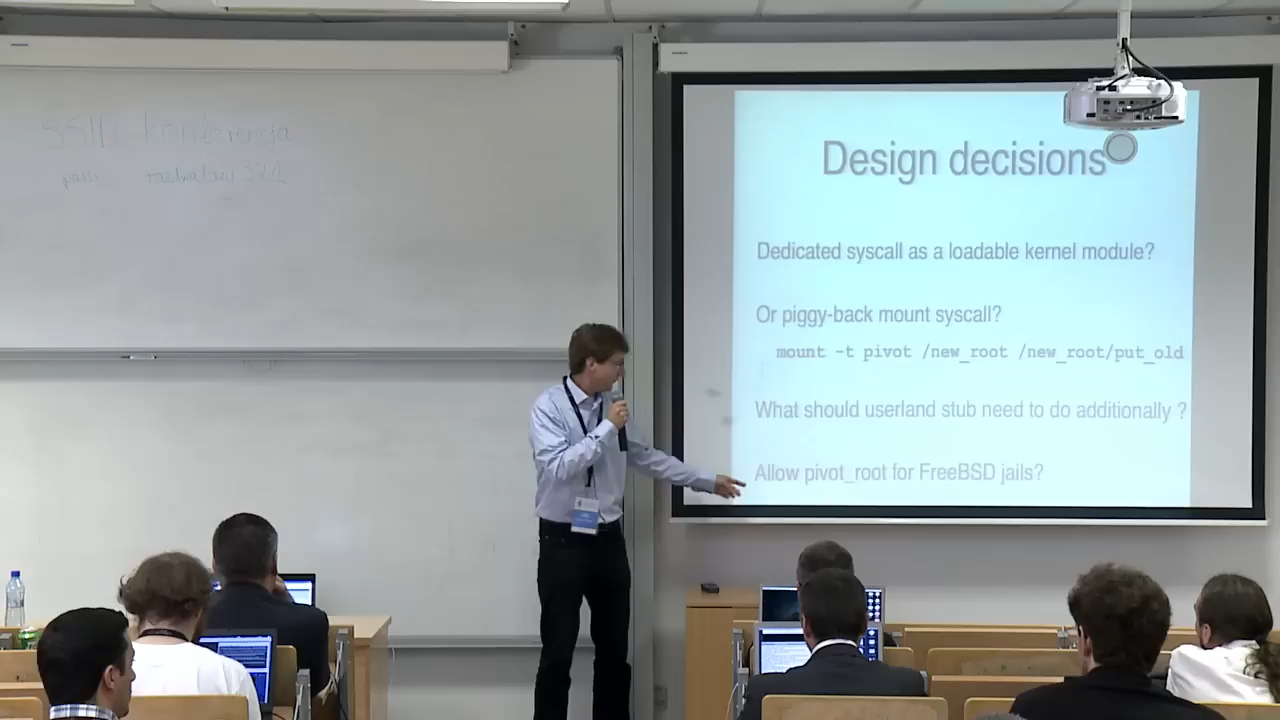 konferencja
Design decisions
Dedicated syscall as a loadable kernel module?
Or piggy-back mount syscall?
mount -t pivot /new_root /new_root/put_old
What should userland stub need to do additionally ?
Allow pivot_root for FreeBSD jails?